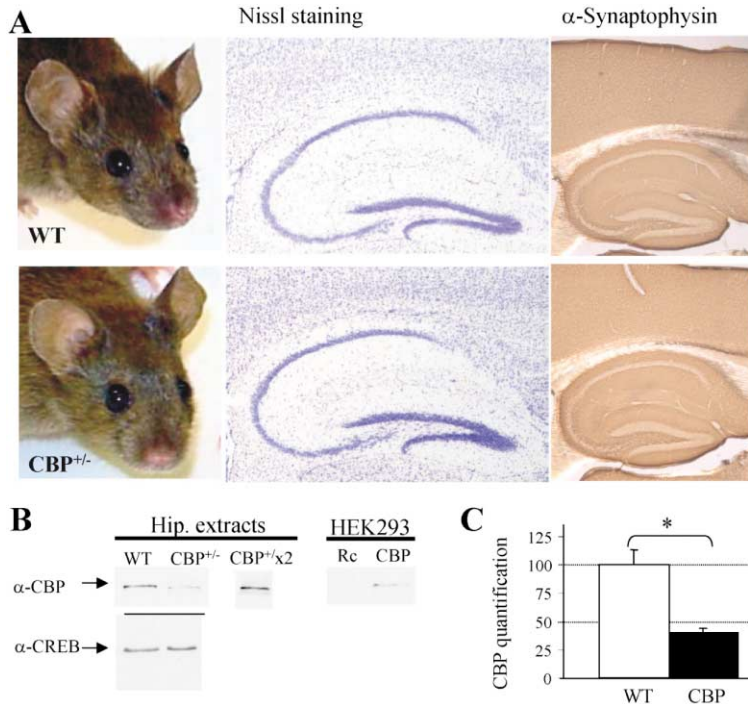 A
Nissl staining
α-Synaptophysin
WT
CBP+/-
B
Hip. extracts
HEK293
WT CBP+/- CBP+/x2
Rc CBP
α-CBP
α-CREB
C
CBP quantification
125
100
75
50
25
0
*
WT CBP